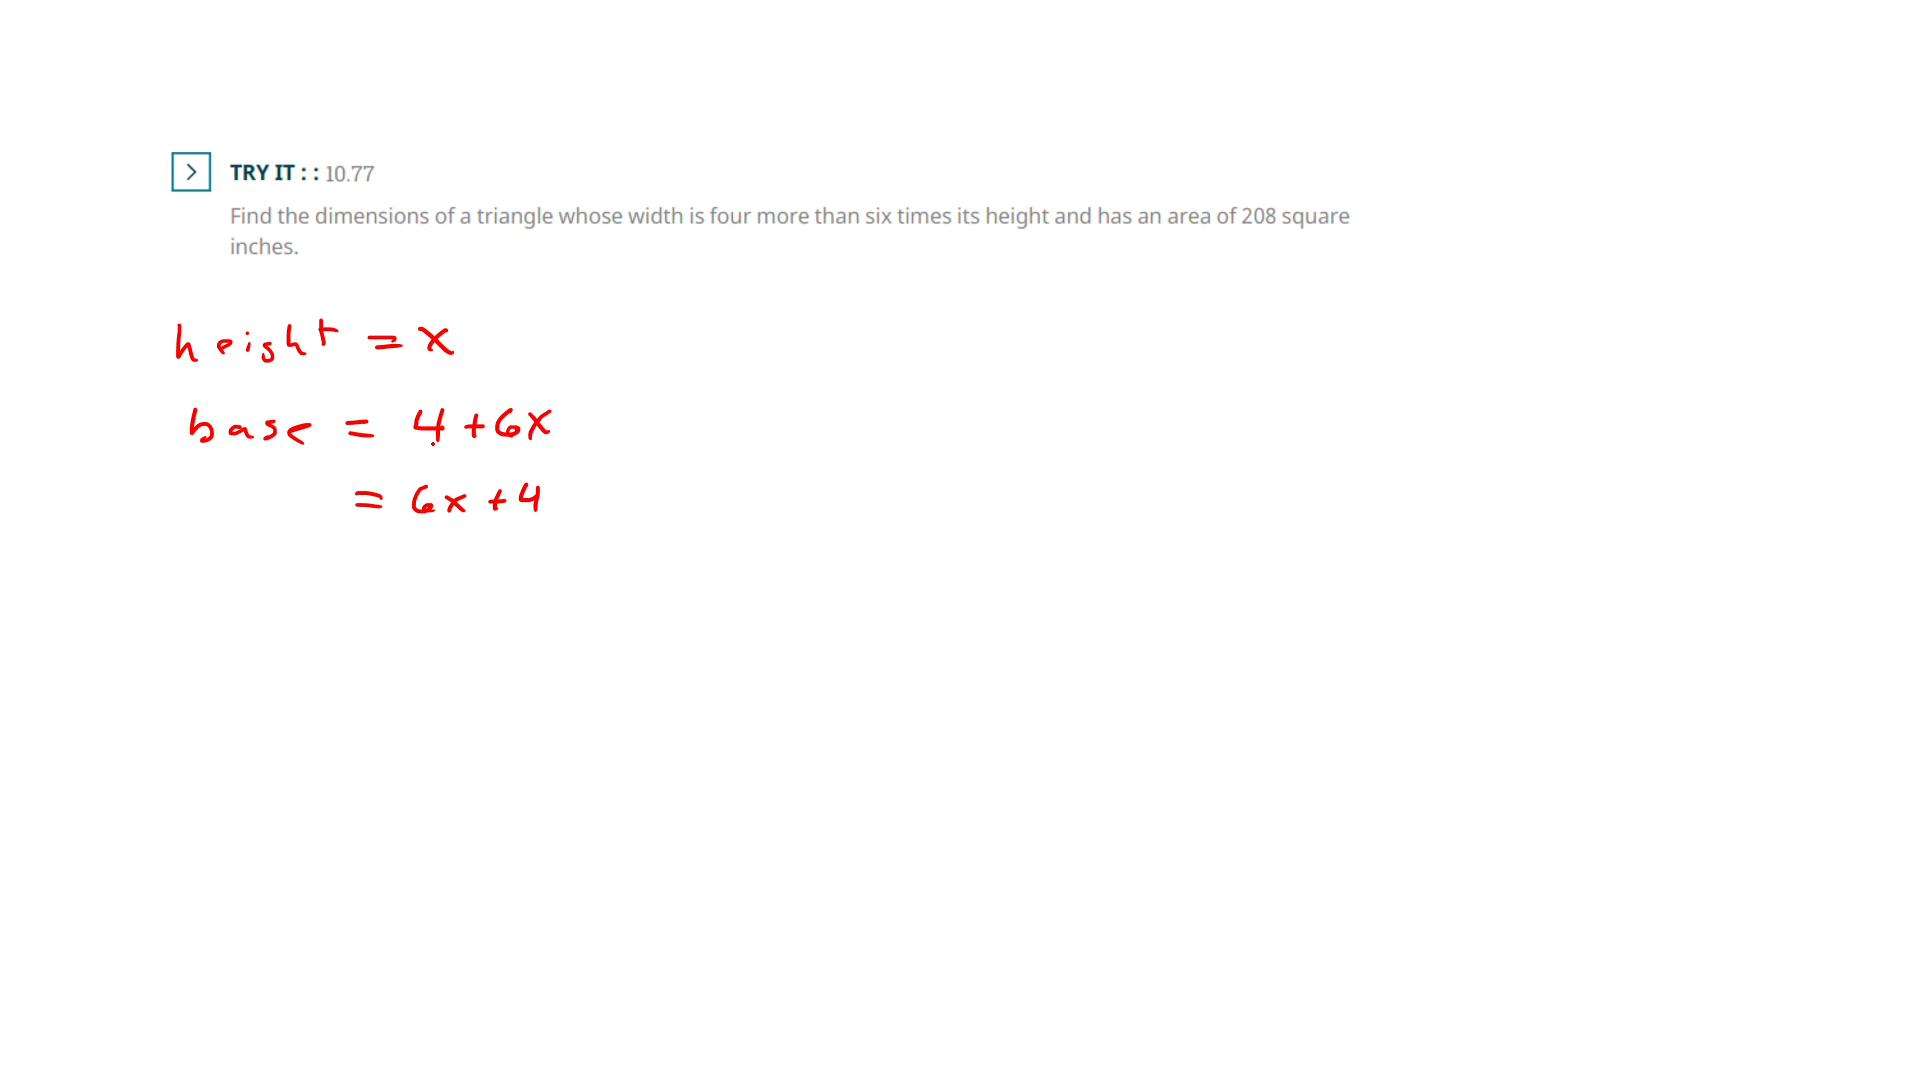 TRY IT : : 10.77
Find the dimensions of a triangle whose width is four more than six times its height and has an area of 208 square
inches.
height = x
base = 4 + 6x
= 6x + 4